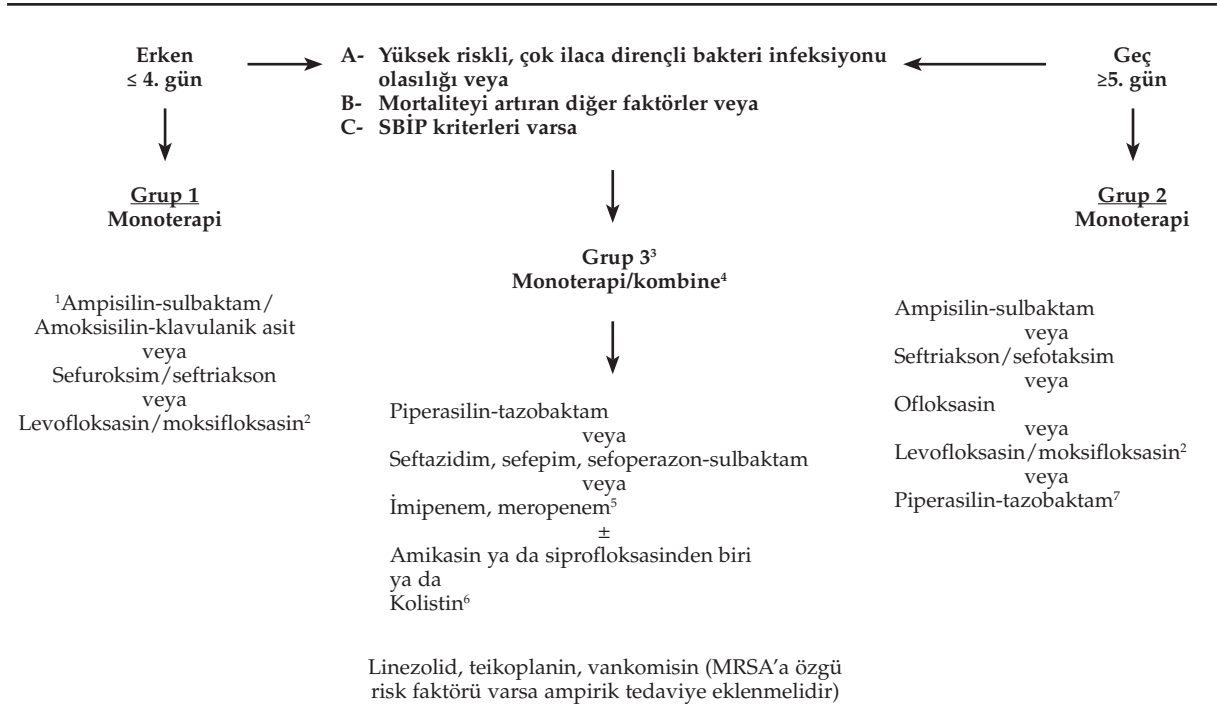 Erken
≤ 4. gün
A- Yüksek riskli, çok ilaca dirençli bakteri infeksiyonu
olasılığı veya
B- Mortaliteyi artıran diğer faktörler veya
C- SBİP kriterleri varsa
Geç
≥5. gün
Grup 1
Monoterapi
¹Ampisilin-sulbaktam/
Amoksisilin-klavulanik asit
veya
Sefuroksim/seftriakson
veya
Levofloksasin/moksifloksasin²
Grup 3³
Monoterapi/kombine⁴
Piperasilin-tazobaktam
veya
Seftazidim, sefepim, sefoperazon-sulbaktam
veya
İmipenem, meropenem⁵
±
Amikasin ya da siprofloksasinden biri
ya da
Kolistin⁶
Linezolid, teikoplanin, vankomisin (MRSA'a özgü
risk faktörü varsa ampirik tedaviye eklenmelidir)
Grup 2
Monoterapi
Ampisilin-sulbaktam
veya
Seftriakson/sefotaksim
veya
Ofloksasin
veya
Levofloksasin/moksifloksasin²
veya
Piperasilin-tazobaktam⁷